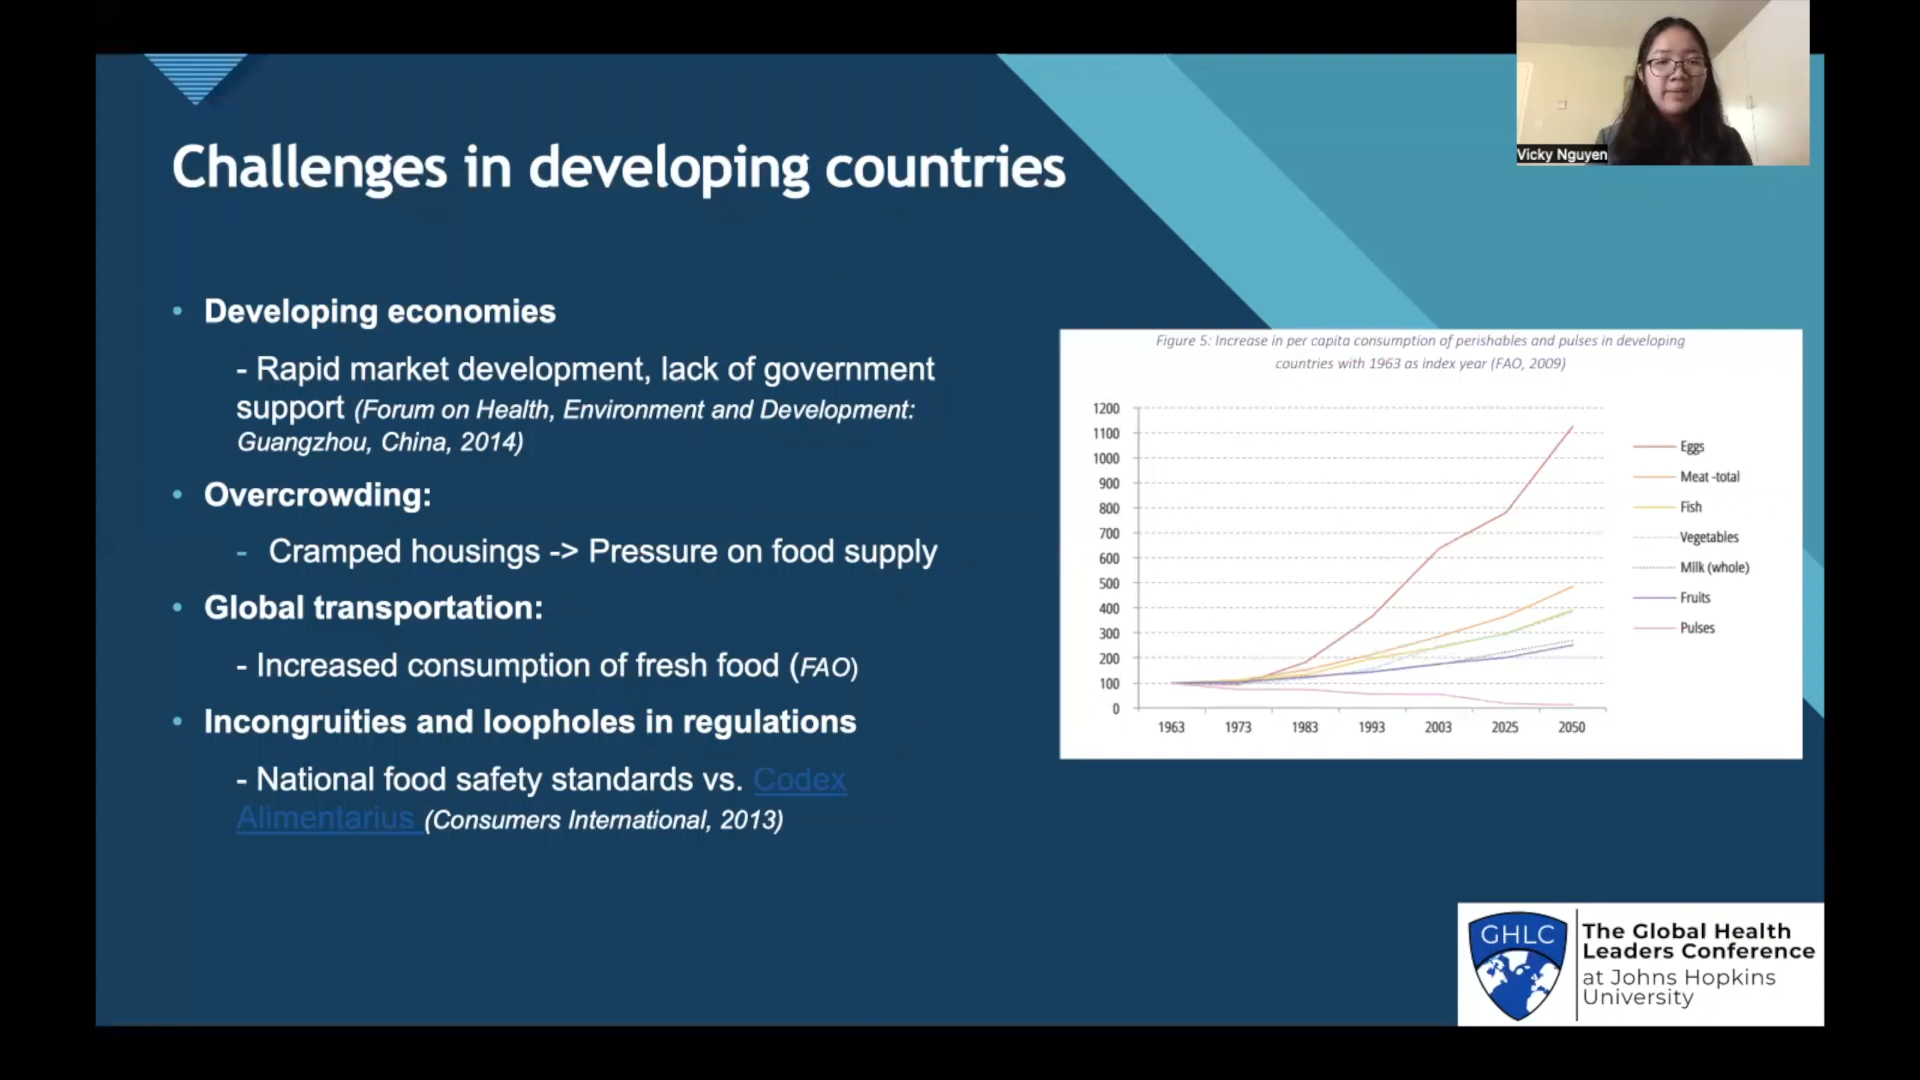 Vicky Nguyen
Challenges in developing countries
• Developing economies
- Rapid market development, lack of government
support (Forum on Health, Environment and Development:
Guangzhou, China, 2014)
• Overcrowding:
- Cramped housings -> Pressure on food supply
• Global transportation:
- Increased consumption of fresh food (FAO)
• Incongruities and loopholes in regulations
- National food safety standards vs. Codex
Alimentarius (Consumers International, 2013)
Figure 5: Increase in per capita consumption of perishables and pulses in developing
countries with 1963 as index year (FAO, 2009)
1200
1100
1000
900
800
700
600
500
400
300
200
100
0
1963 1973 1983 1993 2003 2025 2050
Eggs
Meat -total
Fish
Vegetables
Milk (whole)
Fruits
Pulses
GHLC
The Global Health
Leaders Conference
at Johns Hopkins
University